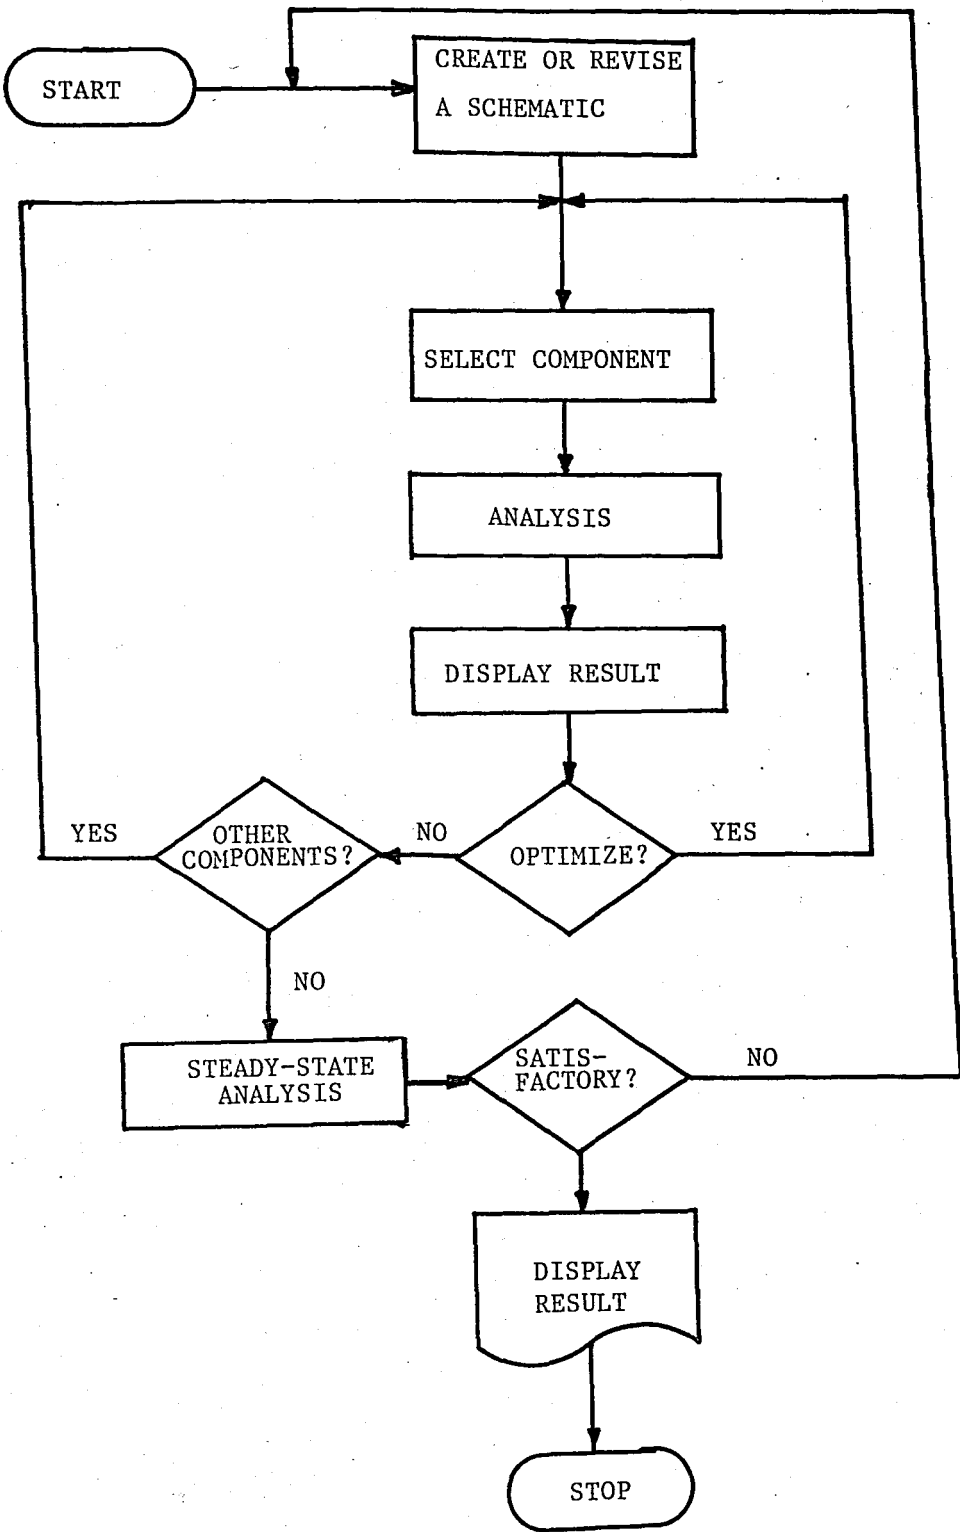 START
CREATE OR REVISE
A SCHEMATIC
SELECT COMPONENT
ANALYSIS
DISPLAY RESULT
YES
OTHER
COMPONENTS?
NO
OPTIMIZE?
YES
NO
STEADY-STATE
ANALYSIS
SATIS-
FACTORY?
NO
DISPLAY
RESULT
STOP